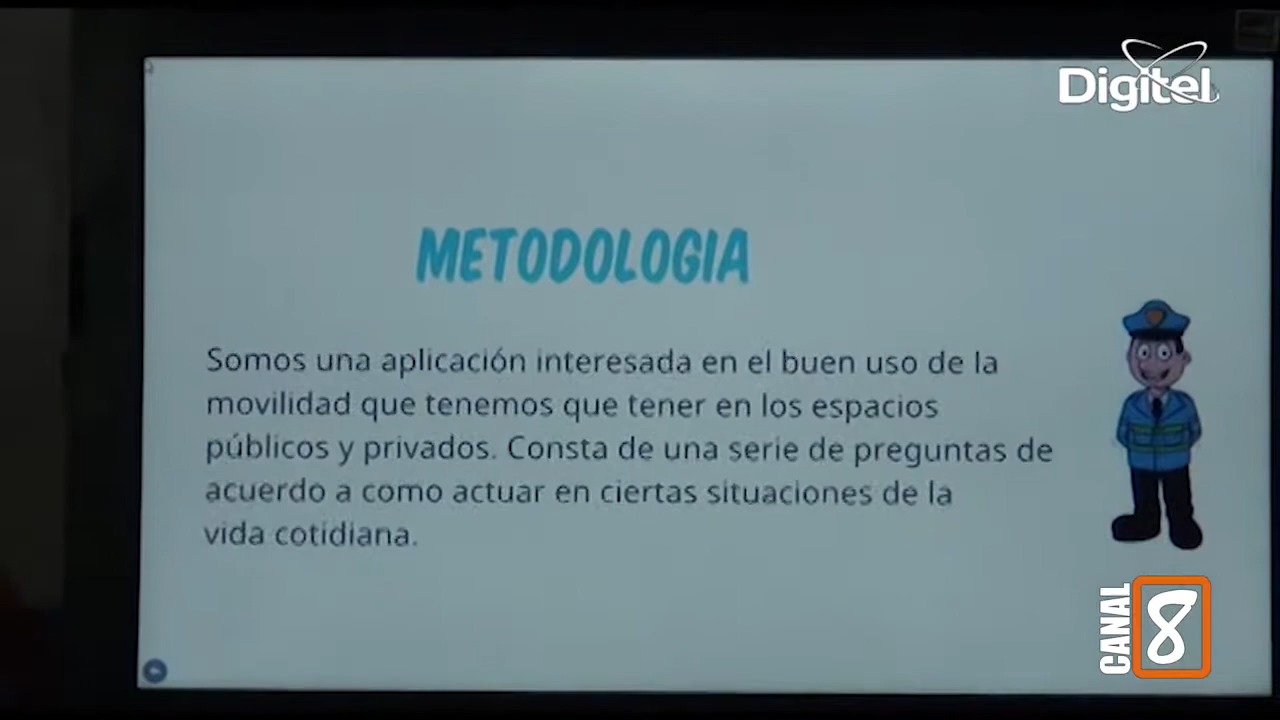 Digitel
METODOLOGIA
Somos una aplicación interesada en el buen uso de la
movilidad que tenemos que tener en los espacios
públicos y privados. Consta de una serie de preguntas de
acuerdo a como actuar en ciertas situaciones de la
vida cotidiana.
CANAL 8